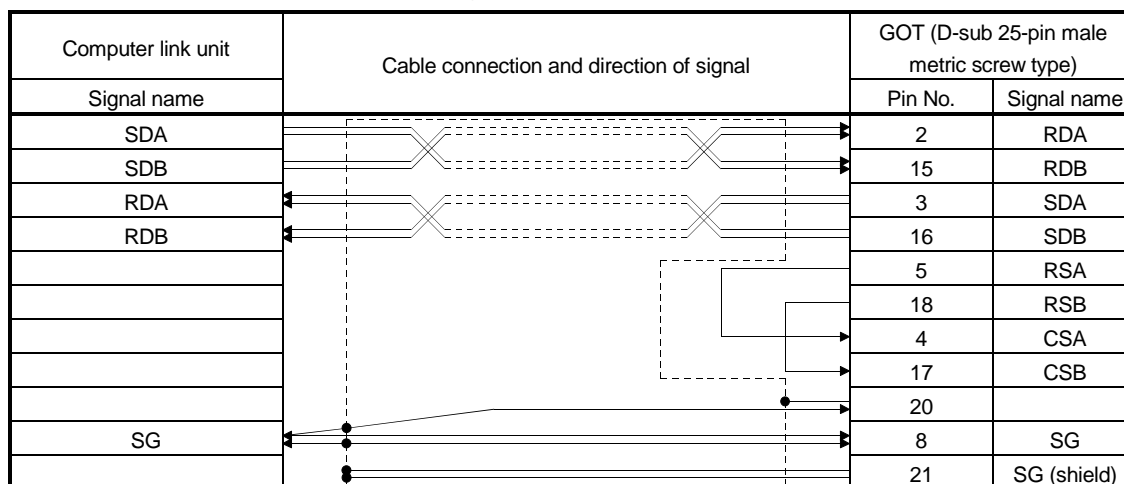 Computer link unit
Cable connection and direction of signal
GOT (D-sub 25-pin male
metric screw type)
Signal name
Pin No.
Signal name
SDA
2
RDA
SDB
15
RDB
RDA
3
SDA
RDB
16
SDB
5
RSA
18
RSB
4
CSA
17
CSB
20
SG
8
SG
21
SG (shield)